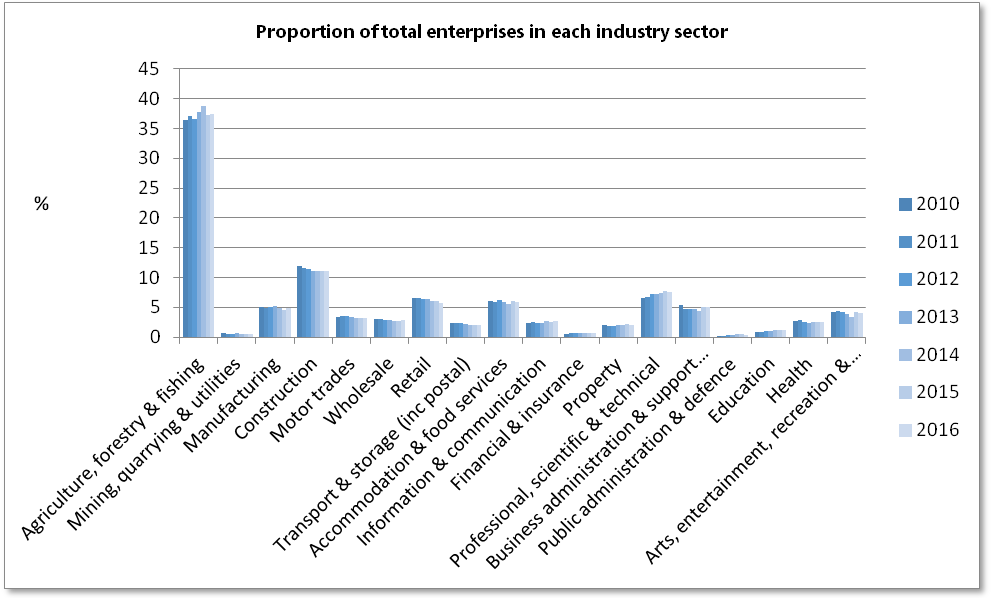 Proportion of total enterprises in each industry sector
45
40
35
30
25
20
15
10
5
0
%
Agriculture, forestry & fishing
Mining, quarrying & utilities
Manufacturing
Construction
Motor trades
Wholesale
Retail
Transport & storage (inc postal)
Accommodation & food services
Information & communication
Financial & insurance
Property
Professional, scientific & technical
Business administration & support...
Public administration & defence
Education
Health
Arts, entertainment, recreation &...
2010
2011
2012
2013
2014
2015
2016